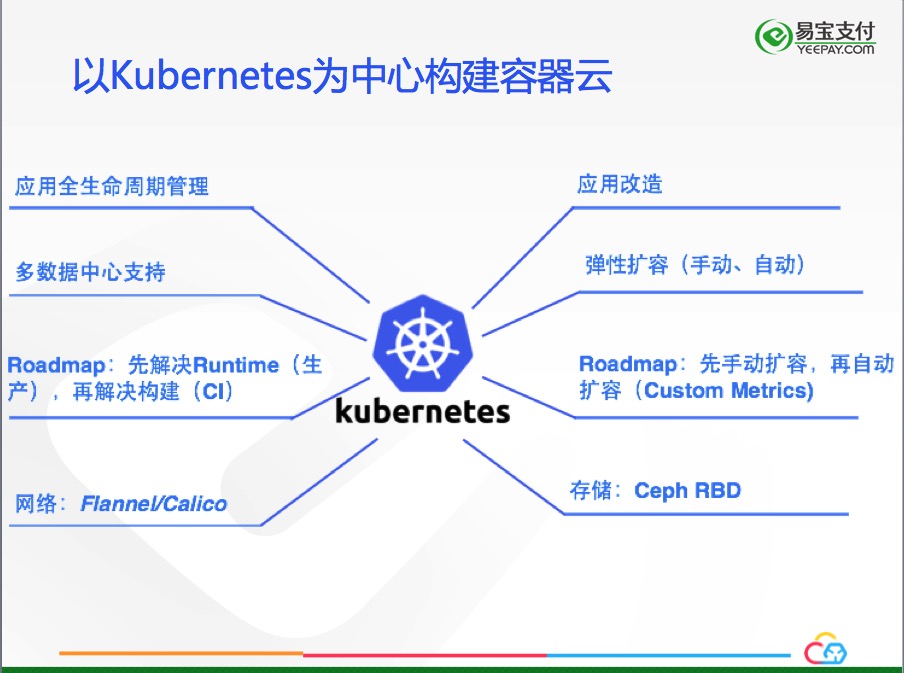 易宝支付
YEEPAY.COM
以Kubernetes为中心构建容器云
应用全生命周期管理
多数据中心支持
Roadmap：先解决Runtime（生
产），再解决构建（CI）
网络：Flannel/Calico
kubernetes
应用改造
弹性扩容（手动、自动）
Roadmap：先手动扩容，再自动
扩容（Custom Metrics)
存储：Ceph RBD